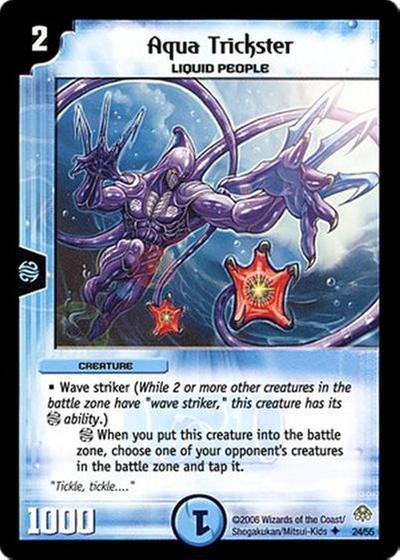 2
Aqua Trickster
LIQUID PEOPLE
CREATURE
▪ Wave striker (While 2 or more other creatures in the
battle zone have "wave striker," this creature has its
ability.)
When you put this creature into the battle
zone, choose one of your opponent's creatures
in the battle zone and tap it.
"Tickle, tickle...."
1000
1
©2006 Wizards of the Coast/
Shogakukan/Mitsui-Kids ✦ 24/55